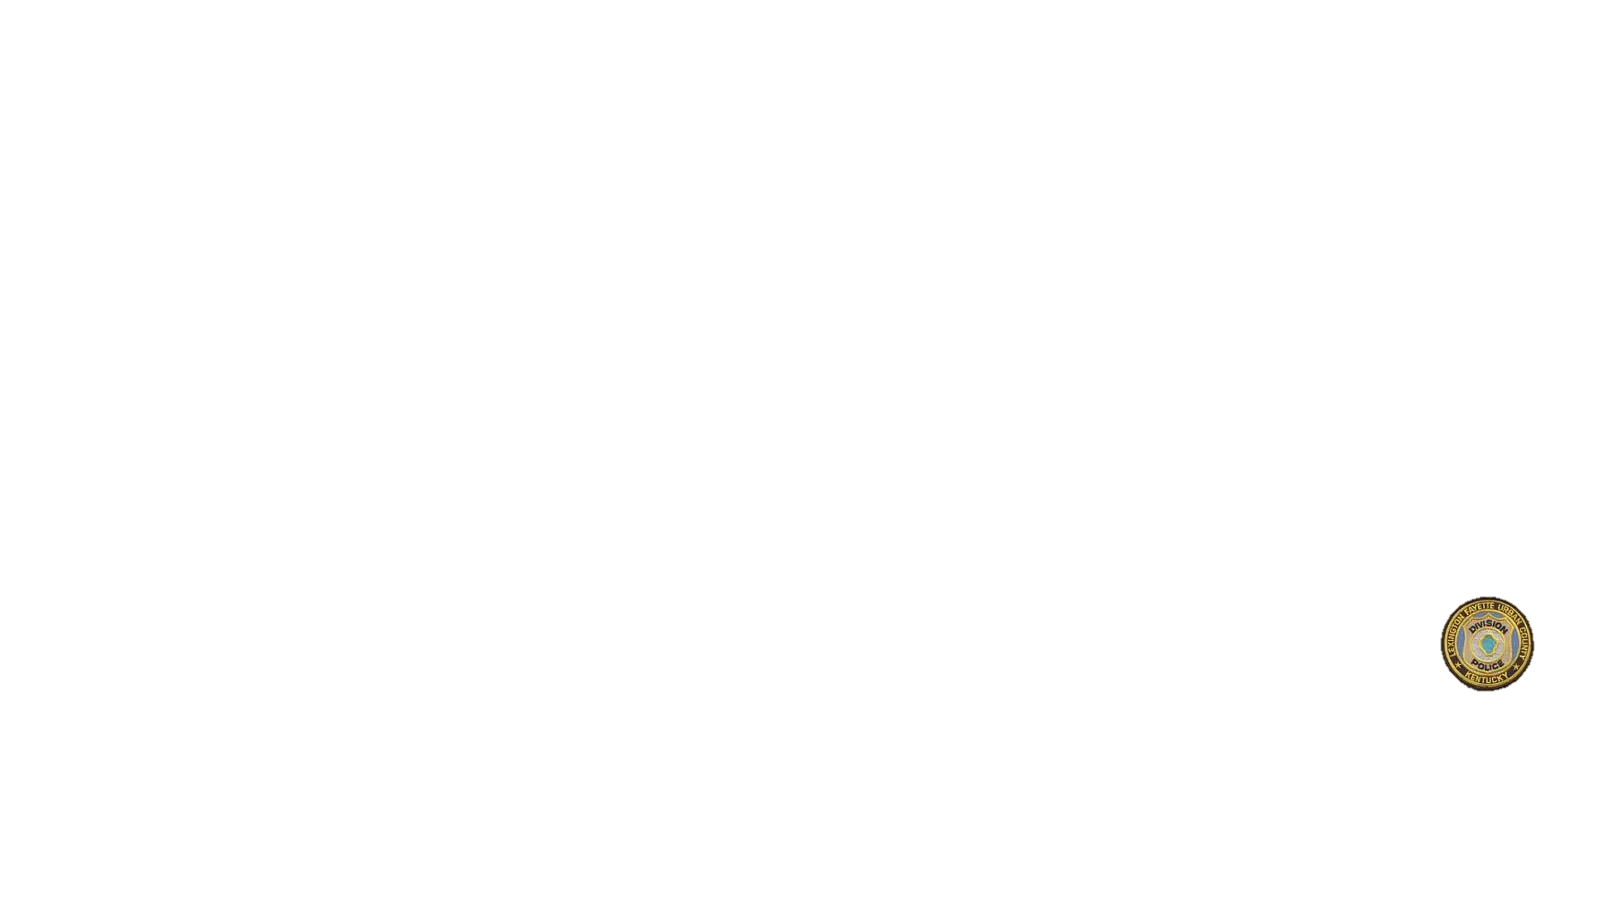 LEXINGTON FAYETTE URBAN COUNTY
DIVISION
POLICE
KENTUCKY